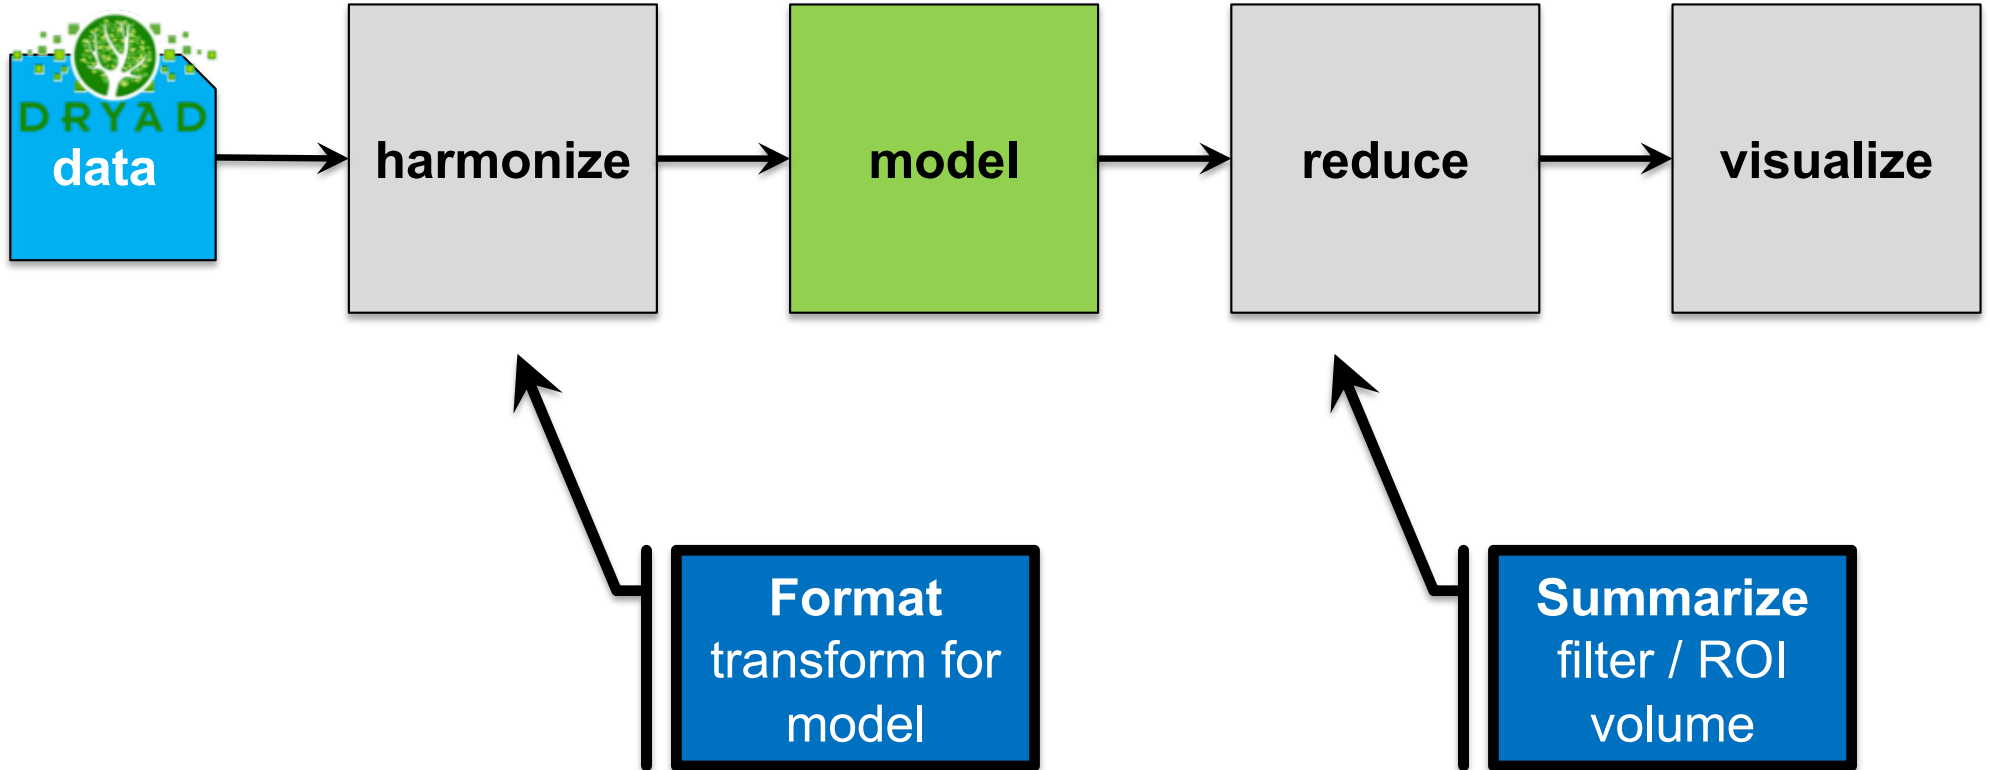 DRYAD
data
harmonize
model
reduce
visualize
Format
transform for
model
Summarize
filter / ROI
volume